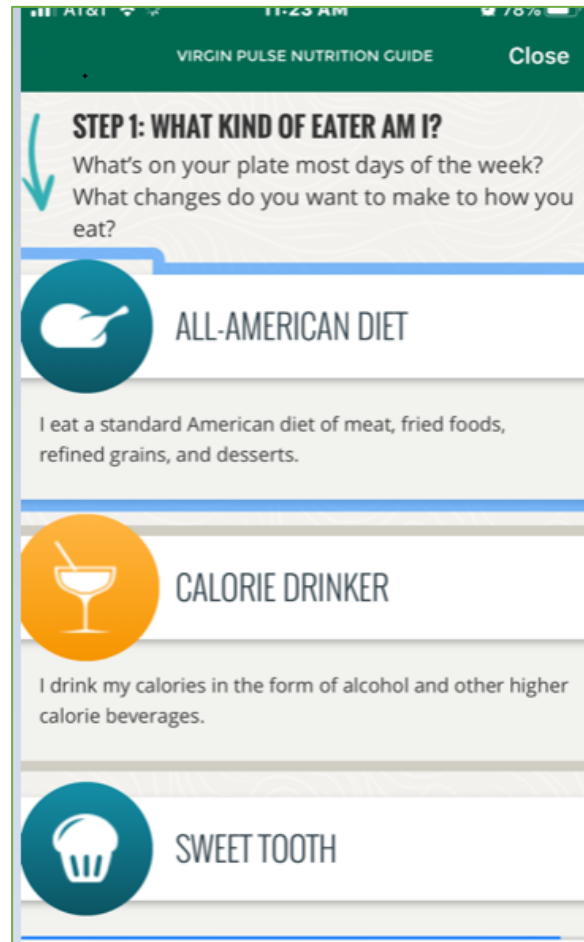 AT&T 11:23 AM 78%
VIRGIN PULSE NUTRITION GUIDE Close
STEP 1: WHAT KIND OF EATER AM I?
What's on your plate most days of the week?
What changes do you want to make to how you
eat?
ALL-AMERICAN DIET
I eat a standard American diet of meat, fried foods,
refined grains, and desserts.
CALORIE DRINKER
I drink my calories in the form of alcohol and other higher
calorie beverages.
SWEET TOOTH